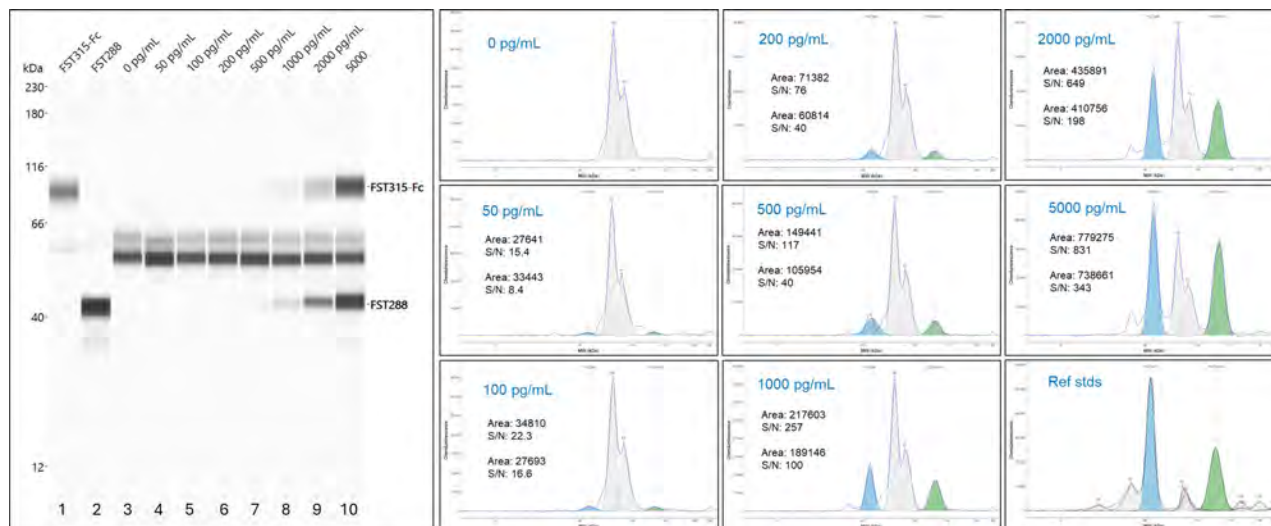 kDa
FST315-Fc
FST288
0 pg/mL
50 pg/mL
100 pg/mL
200 pg/mL
500 pg/mL
1000 pg/mL
2000 pg/mL
5000
230-
180-
116
66
40
12
-FST315-Fc
-FST288
1 2 3 4 5 6 7 8 9 10
0 pg/mL
200 pg/mL
Area: 71382
S/N: 76
Area: 60814
S/N: 40
2000 pg/mL
Area: 435891
S/N: 649
Area: 410756
S/N: 198
50 pg/mL
Area: 27641
S/N: 15.4
Area: 33443
S/N: 8.4
500 pg/mL
Area: 149441
S/N: 117
Area: 105954
S/N: 40
5000 pg/mL
Area: 779275
S/N: 831
Area: 738661
S/N: 343
100 pg/mL
Area: 34810
S/N: 22.3
Area: 27693
S/N: 16.6
1000 pg/mL
Area: 217603
S/N: 257
Area: 189146
S/N: 100
Ref stds